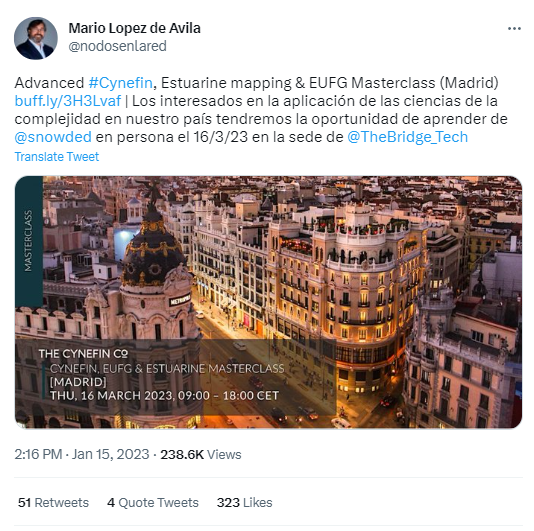 Mario Lopez de Avila
@nodosenlared
Advanced #Cynefin, Estuarine mapping & EUFG Masterclass (Madrid)
buff.ly/3H3Lvaf | Los interesados en la aplicación de las ciencias de la
complejidad en nuestro país tendremos la oportunidad de aprender de
@snowded en persona el 16/3/23 en la sede de @TheBridge_Tech
Translate Tweet
MASTERCLASS
METROPOLIS
THE CYNEFIN CO
CYNEFIN, EUFG & ESTUARINE MASTERCLASS
[MADRID]
THU, 16 MARCH 2023, 09:00 – 18:00 CET
2:16 PM · Jan 15, 2023 · 238.6K Views
51 Retweets 4 Quote Tweets 323 Likes